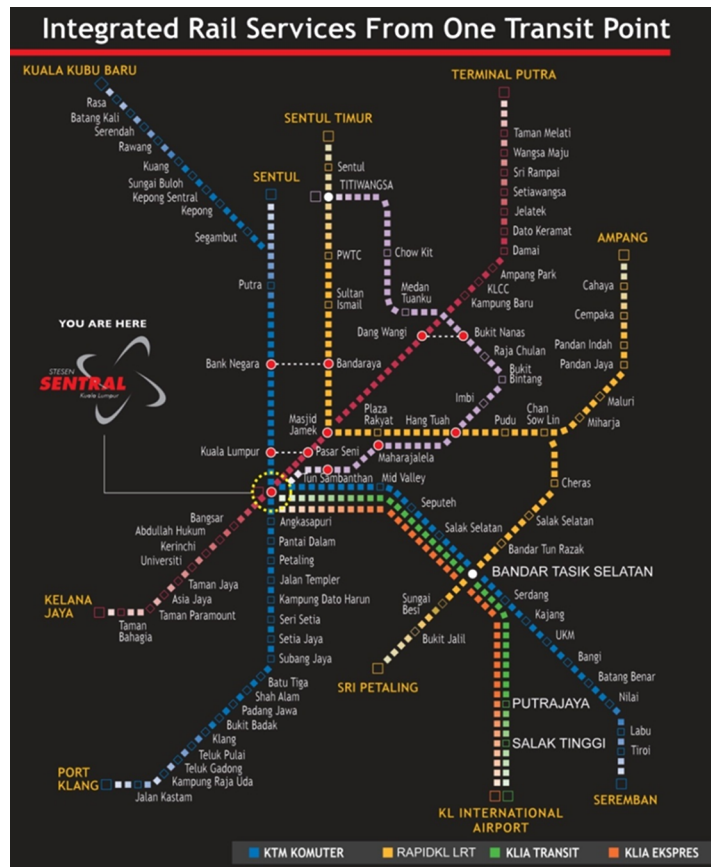 Integrated Rail Services From One Transit Point
KUALA KUBU BARU
TERMINAL PUTRA
Rasa
Batang Kali
Serendah
Rawang
Kuang
Sungai Buloh
Kepong Sentral
Kepong
Segambut
SENTUL TIMUR
Sentul
SENTUL
TITIWANGSA
Taman Melati
Wangsa Maju
Sri Rampai
Setiawangsa
Jelatek
Dato Keramat
Damai
AMPANG
PWTC
Chow Kit
Ampang Park
KLCC
Kampung Baru
Cahaya
Putra
Sultan
Ismail
Medan
Tuanku
Cempaka
YOU ARE HERE
Dang Wangi
Bukit Nanas
Pandan Indah
Raja Chulan
Pandan Jaya
Bank Negara
Bandaraya
Bukit
Bintang
STESEN
SENTRAL
Kuala Lumpur
Imbi
Maluri
Miharja
Masjid
Jamek
Plaza
Rakyat
Hang Tuah
Pudu
Chan
Sow Lin
Kuala Lumpur
Pasar Seni
Maharajalela
Tun Sambanthan
Mid Valley
Cheras
Seputeh
Bangsar
Abdullah Hukum
Kerinchi
Universiti
Angkasapuri
Salak Selatan
Salak Selatan
Pantai Dalam
Bandar Tun Razak
Petaling
BANDAR TASIK SELATAN
Taman Jaya
Asia Jaya
Taman Paramount
Jalan Templer
KELANA
JAYA
Kampung Dato Harun
Sungai
Besi
Serdang
Taman
Bahagia
Seri Setia
Kajang
Setia Jaya
Bukit Jalil
UKM
Subang Jaya
Bangi
Batu Tiga
SRI PETALING
Batang Benar
Shah Alam
Nilai
Padang Jawa
PUTRAJAYA
Bukit Badak
Klang
Labu
Teluk Pulai
SALAK TINGGI
Tiroi
Teluk Gadong
PORT
KLANG
Kampung Raja Uda
Jalan Kastam
KL INTERNATIONAL
AIRPORT
SEREMBAN
KTM KOMUTER
RAPIDKL LRT
KLIA TRANSIT
KLIA EKSPRES